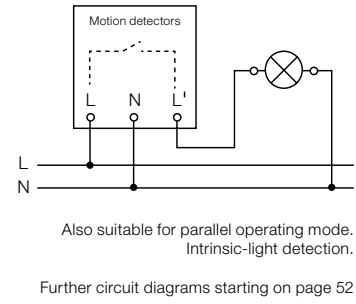 Motion detectors
L N L'
L
N
Also suitable for parallel operating mode.
Intrinsic-light detection.
Further circuit diagrams starting on page 52